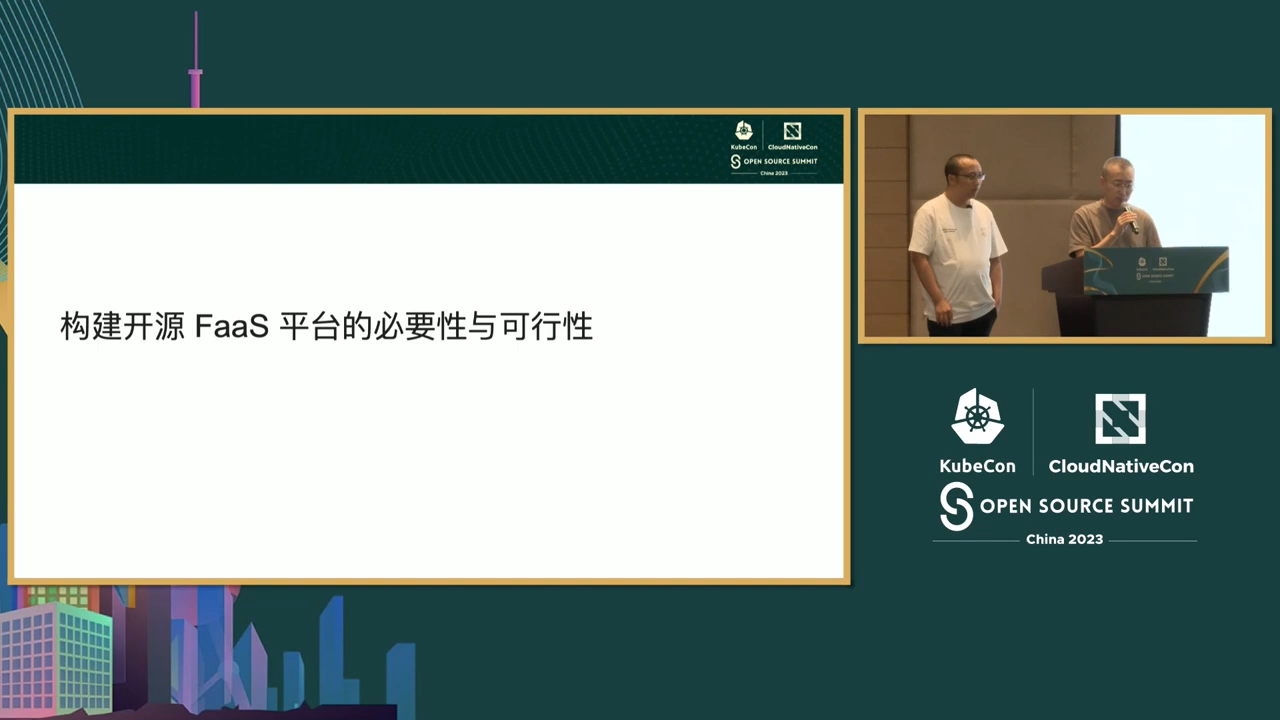 KubeCon
CloudNativeCon
OPEN SOURCE SUMMIT
China 2023
构建开源 FaaS 平台的必要性与可行性
KubeCon
CloudNativeCon
OPEN SOURCE SUMMIT
China 2023